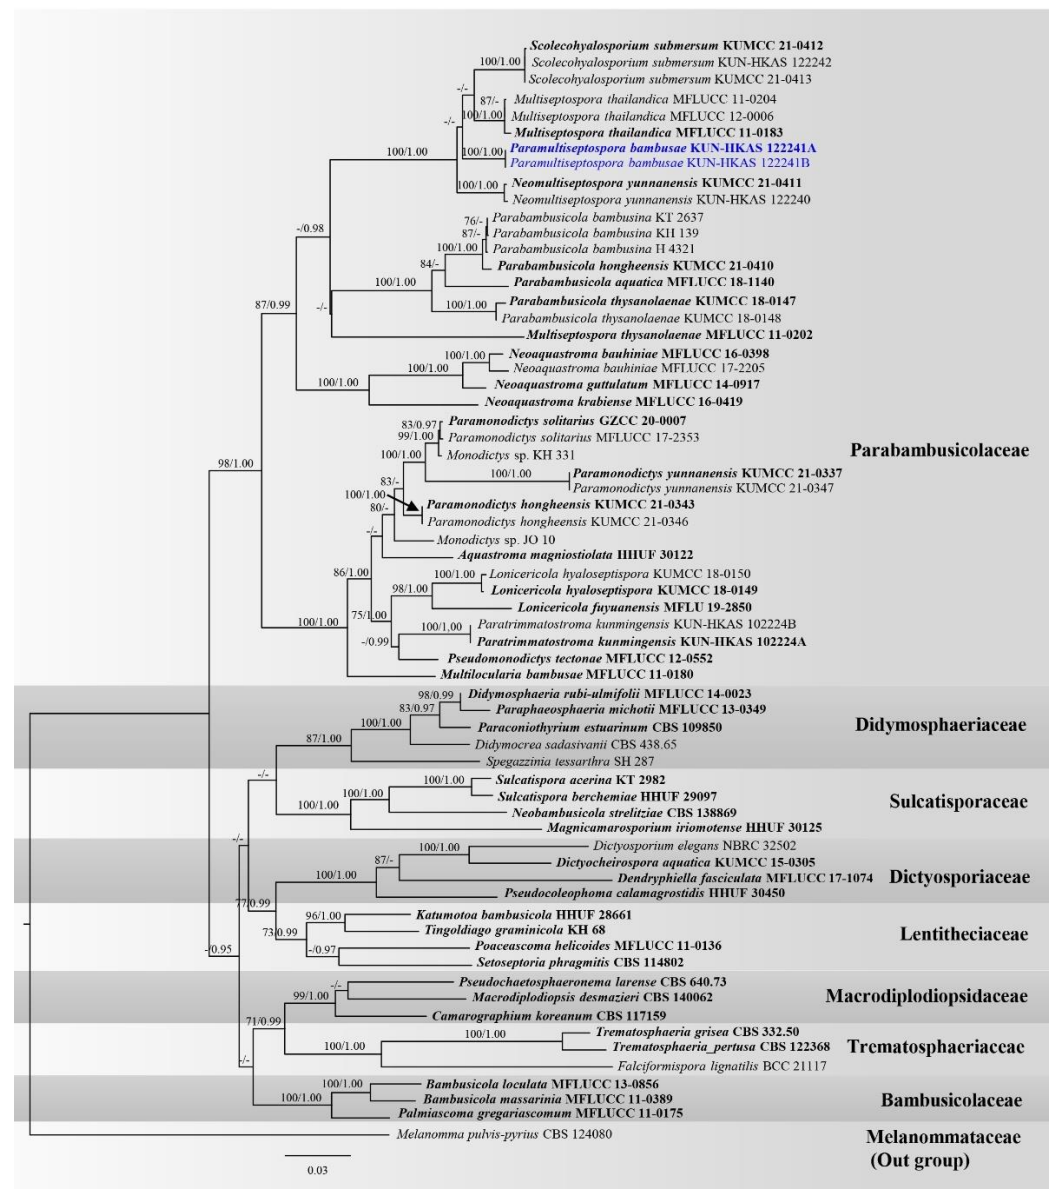 Scolecohyalosporium submersum KUMCC 21-0412
100/1.00
Scolecohyalosporium submersum KUN-HKAS 122242
Scolecohyalosporium submersum KUMCC 21-0413
-/-
87/-
Multiseptospora thailandica MFLUCC 11-0204
100/1.00
Multiseptospora thailandica MFLUCC 12-0006
-/-
Multiseptospora thailandica MFLUCC 11-0183
100/1.00
100/1.00
Paramultiseptospora bambusae KUN-HKAS 122241A
Paramultiseptospora bambusae KUN-HKAS 122241B
100/1.00
Neomultiseptospora yunnanensis KUMCC 21-0411
Neomultiseptospora yunnanensis KUN-HKAS 122240
76/-
Parabambusicola bambusina KT 2637
-/0.98
87/-
Parabambusicola bambusina KH 139
100/1.00
Parabambusicola bambusina H 4321
84/-
Parabambusicola hongheensis KUMCC 21-0410
100/1.00
Parabambusicola aquatica MFLUCC 18-1140
87/0.99
-/-
100/1.00
Parabambusicola thysanolaenae KUMCC 18-0147
Parabambusicola thysanolaenae KUMCC 18-0148
Multiseptospora thysanolaenae MFLUCC 11-0202
100/1.00
Neoaquastroma bauhiniae MFLUCC 16-0398
100/1.00
Neoaquastroma bauhiniae MFLUCC 17-2205
100/1.00
Neoaquastroma guttulatum MFLUCC 14-0917
Neoaquastroma krabiense MFLUCC 16-0419
83/0.97
Paramonodictys solitarius GZCC 20-0007
99/1.00
Paramonodictys solitarius MFLUCC 17-2353
100/1.00
Monodictys sp. KH 331
Parabambusicolaceae
98/1.00
100/1.00
Paramonodictys yunnanensis KUMCC 21-0337
83/-
Paramonodictys yunnanensis KUMCC 21-0347
100/1.00
80/-
Paramonodictys hongheensis KUMCC 21-0343
Paramonodictys hongheensis KUMCC 21-0346
-/-
Monodictys sp. JO 10
Aquastroma magniostiolata HHUF 30122
86/1.00
100/1.00
Lonicericola hyaloseptispora KUMCC 18-0150
98/1.00
Lonicericola hyaloseptispora KUMCC 18-0149
75/1.00
Lonicericola fuyuanensis MFLU 19-2850
100/1.00
100/1,00
Paratrimmatostroma kunmingensis KUN-HKAS 102224B
-/0.99
Paratrimmatostroma kunmingensis KUN-HKAS 102224A
Pseudomonodictys tectonae MFLUCC 12-0552
Multilocularia bambusae MFLUCC 11-0180
98/0.99
Didymosphaeria rubi-ulmifolii MFLUCC 14-0023
83/0.97
Paraphaeosphaeria michotii MFLUCC 13-0349
100/1.00
Paraconiothyrium estuarinum CBS 109850
Didymosphaeriaceae
87/1.00
Didymocrea sadasivanii CBS 438.65
Spegazzinia tessarthra SH 287
-/-
100/1.00
Sulcatispora acerina KT 2982
100/1.00
Sulcatispora berchemiae HHUF 29097
Sulcatisporaceae
100/1.00
Neobambusicola strelitziae CBS 138869
Magnicamarosporium iriomotense HHUF 30125
-/-
100/1.00
Dictyosporium elegans NBRC 32502
87/-
Dictyocheirospora aquatica KUMCC 15-0305
100/1.00
Dendryphiella fasciculata MFLUCC 17-1074
Dictyosporiaceae
Pseudocoleophoma calamagrostidis HHUF 30450
77/0.99
96/1.00
Katumotoa bambusicola HHUF 28661
73/0.99
Tingoldiago graminicola KH 68
Lentitheciaceae
-/0.95
-/0.97
Poaceascoma helicoides MFLUCC 11-0136
Setoseptoria phragmitis CBS 114802
-/-
Pseudochaetosphaeronema larense CBS 640.73
99/1.00
Macrodiplodiopsis desmazieri CBS 140062
Macrodiplodiopsidaceae
Camarographium koreanum CBS 117159
71/0.99
100/1.00
Trematosphaeria grisea CBS 332.50
100/1.00
Trematosphaeria_pertusa CBS 122368
Trematosphaeriaceae
-/-
Falciformispora lignatilis BCC 21117
100/1.00
Bambusicola loculata MFLUCC 13-0856
100/1.00
Bambusicola massarinia MFLUCC 11-0389
Bambusicolaceae
Palmiascoma gregariascomum MFLUCC 11-0175
Melanomma pulvis-pyrius CBS 124080
Melanommataceae
(Out group)
0.03